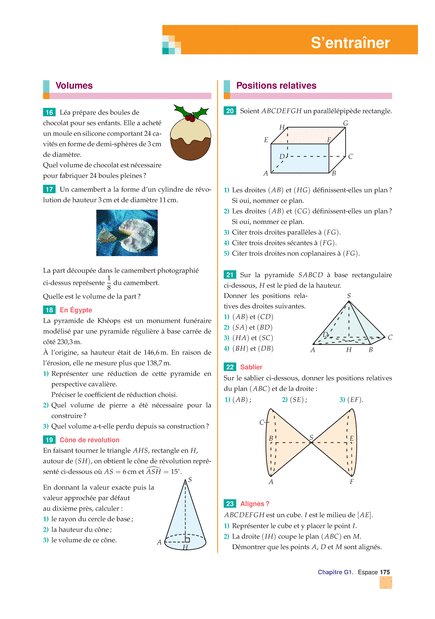 S'entraîner
Volumes
16 Léa prépare des boules de
chocolat pour ses enfants. Elle a acheté
un moule en silicone comportant 24 ca-
vités en forme de demi-sphères de 3 cm
de diamètre.
Quel volume de chocolat est nécessaire
pour fabriquer 24 boules pleines ?
17 Un camembert a la forme d'un cylindre de révo-
lution de hauteur 3 cm et de diamètre 11 cm.
La part découpée dans le camembert photographié
ci-dessus représente 1/8 du camembert.
Quelle est le volume de la part ?
18 En Égypte
La pyramide de Khéops est un monument funéraire
modélisé par une pyramide régulière à base carrée de
côté 230,3 m.
À l'origine, sa hauteur était de 146,6 m. En raison de
l'érosion, elle ne mesure plus que 138,7 m.
1) Représenter une réduction de cette pyramide en
perspective cavalière.
Préciser le coefficient de réduction choisi.
2) Quel volume de pierre a été nécessaire pour la
construire ?
3) Quel volume a-t-elle perdu depuis sa construction ?
19 Cône de révolution
En faisant tourner le triangle AHS, rectangle en H,
autour de (SH), on obtient le cône de révolution repré-
senté ci-dessous où AS = 6 cm et ASH = 15°.
En donnant la valeur exacte puis la
valeur approchée par défaut
au dixième près, calculer :
1) le rayon du cercle de base ;
2) la hauteur du cône ;
3) le volume de ce cône.
S
A
H
Positions relatives
20 Soient ABCDEFGH un parallélépipède rectangle.
H
G
E
F
D
C
A
B
1) Les droites (AB) et (HG) définissent-elles un plan ?
Si oui, nommer ce plan.
2) Les droites (AB) et (CG) définissent-elles un plan ?
Si oui, nommer ce plan.
3) Citer trois droites parallèles à (FG).
4) Citer trois droites sécantes à (FG).
5) Citer trois droites non coplanaires à (FG).
21 Sur la pyramide SABCD à base rectangulaire
ci-dessous, H est le pied de la hauteur.
Donner les positions rela-
tives des droites suivantes.
1) (AB) et (CD)
2) (SA) et (BD)
3) (HA) et (SC)
4) (BH) et (DB)
S
D
C
A
H
B
22 Sablier
Sur le sablier ci-dessous, donner les positions relatives
du plan (ABC) et de la droite :
1) (AB) ; 2) (SE) ; 3) (EF).
C
B
S
E
A
F
23 Alignés ?
ABCDEFGH est un cube. I est le milieu de [AE].
1) Représenter le cube et y placer le point I.
2) La droite (IH) coupe le plan (ABC) en M.
Démontrer que les points A, D et M sont alignés.
Chapitre G1. Espace 175